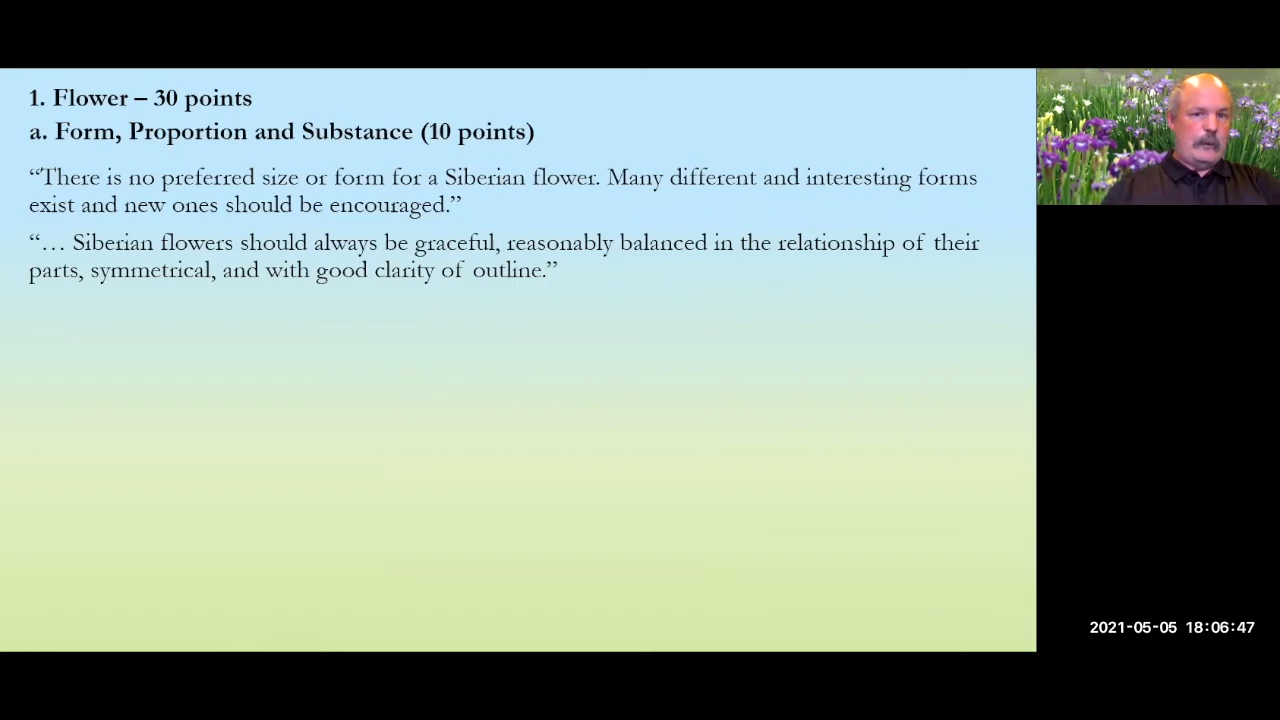 1. Flower – 30 points
a. Form, Proportion and Substance (10 points)
“There is no preferred size or form for a Siberian flower. Many different and interesting forms
exist and new ones should be encouraged.”
“… Siberian flowers should always be graceful, reasonably balanced in the relationship of their
parts, symmetrical, and with good clarity of outline.”
2021-05-05 18:06:47